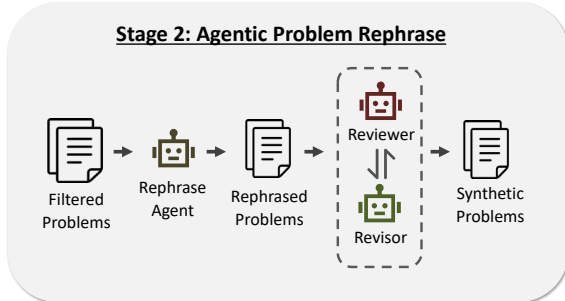 Stage 2: Agentic Problem Rephrase
Filtered
Problems
Rephrase
Agent
Rephrased
Problems
Reviewer
Revisor
Synthetic
Problems